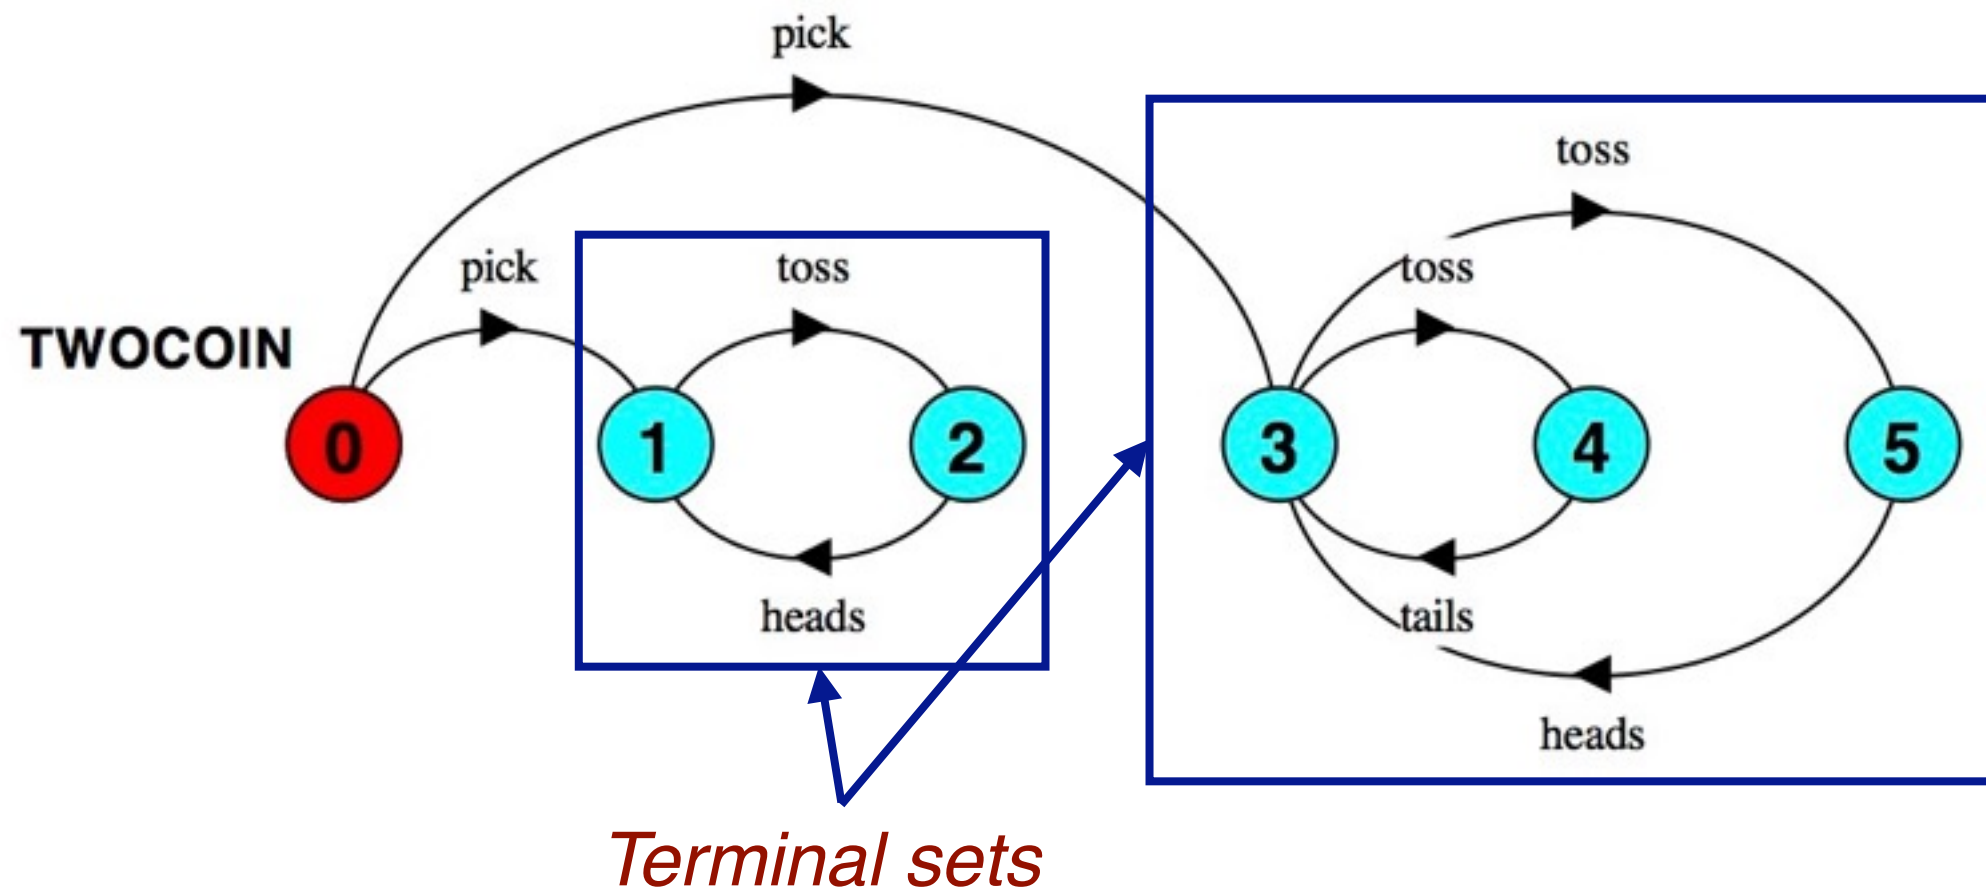 pick
toss
pick
toss
toss
TWOCOIN
0
1
2
3
4
5
heads
tails
heads
Terminal sets